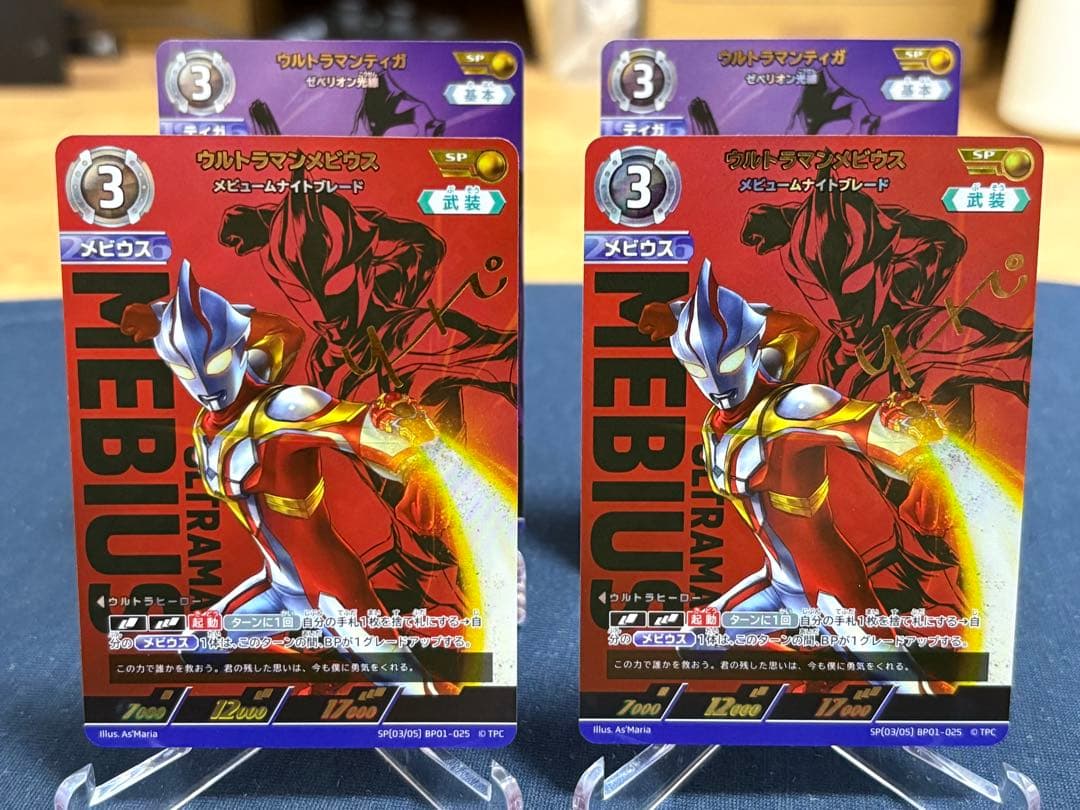 3
ウルトラマンティガ
ゼペリオン光線
SP
基本
ティガ
3
ウルトラマンティガ
ゼペリオン光線
SP
基本
ティガ
3
ウルトラマンメビウス
メビュームナイトブレード
SP
武装
メビウス
MEBIUS
ULTRAMA
ウルトラヒーロー
起動 ターンに1回 自分の手札1枚を捨て札にする→自
分の メビウス 1体は、このターンの間、BPが1グレードアップする。
この力で誰かを救おう。君の残した思いは、今も僕に勇気をくれる。
7000 12000 17000
Illus. As'Maria SP[03/05] BP01-025 © TPC
3
ウルトラマンメビウス
メビュームナイトブレード
SP
武装
メビウス
MEBIUS
ULTRAMA
ウルトラヒーロー
起動 ターンに1回 自分の手札1枚を捨て札にする→自
分の メビウス 1体は、このターンの間、BPが1グレードアップする。
この力で誰かを救おう。君の残した思いは、今も僕に勇気をくれる。
7000 12000 17000
Illus. As'Maria SP[03/05] BP01-025 © TPC